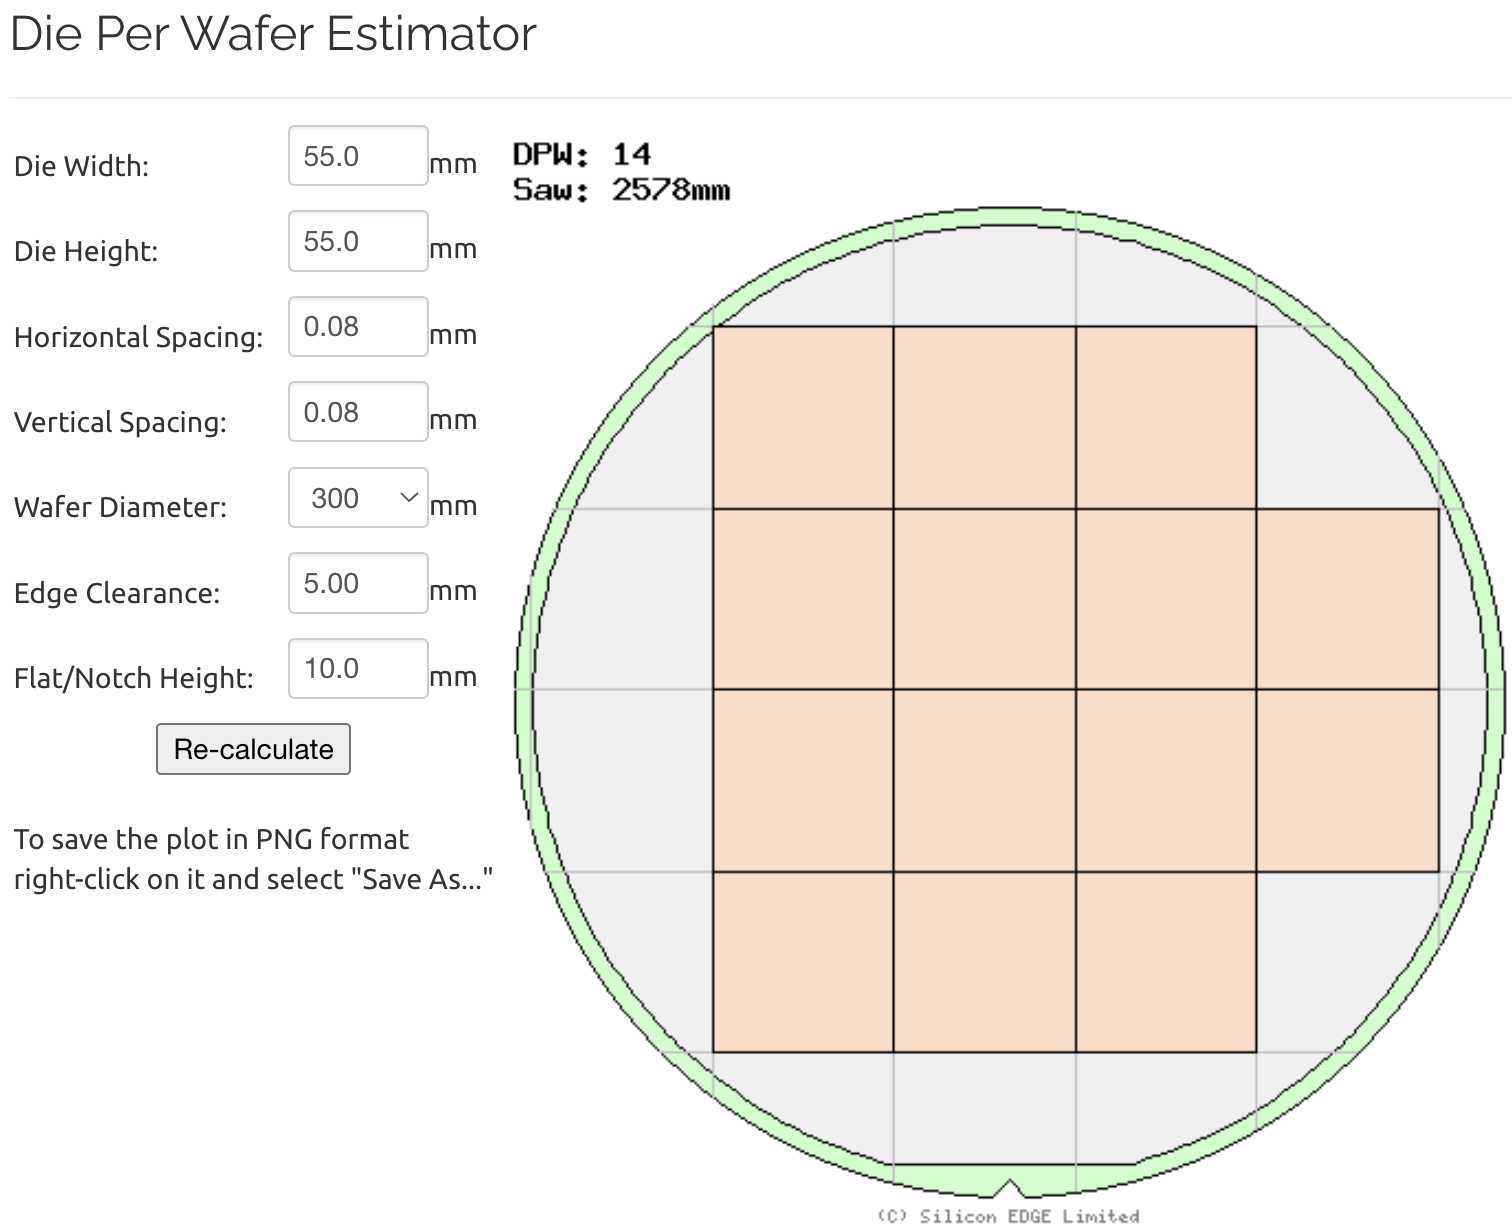 Die Per Wafer Estimator
Die Width: 55.0 mm
Die Height: 55.0 mm
Horizontal Spacing: 0.08 mm
Vertical Spacing: 0.08 mm
Wafer Diameter: 300 mm
Edge Clearance: 5.00 mm
Flat/Notch Height: 10.0 mm
Re-calculate
To save the plot in PNG format
right-click on it and select "Save As..."
DPW: 14
Saw: 2578mm
(C) Silicon EDGE Limited